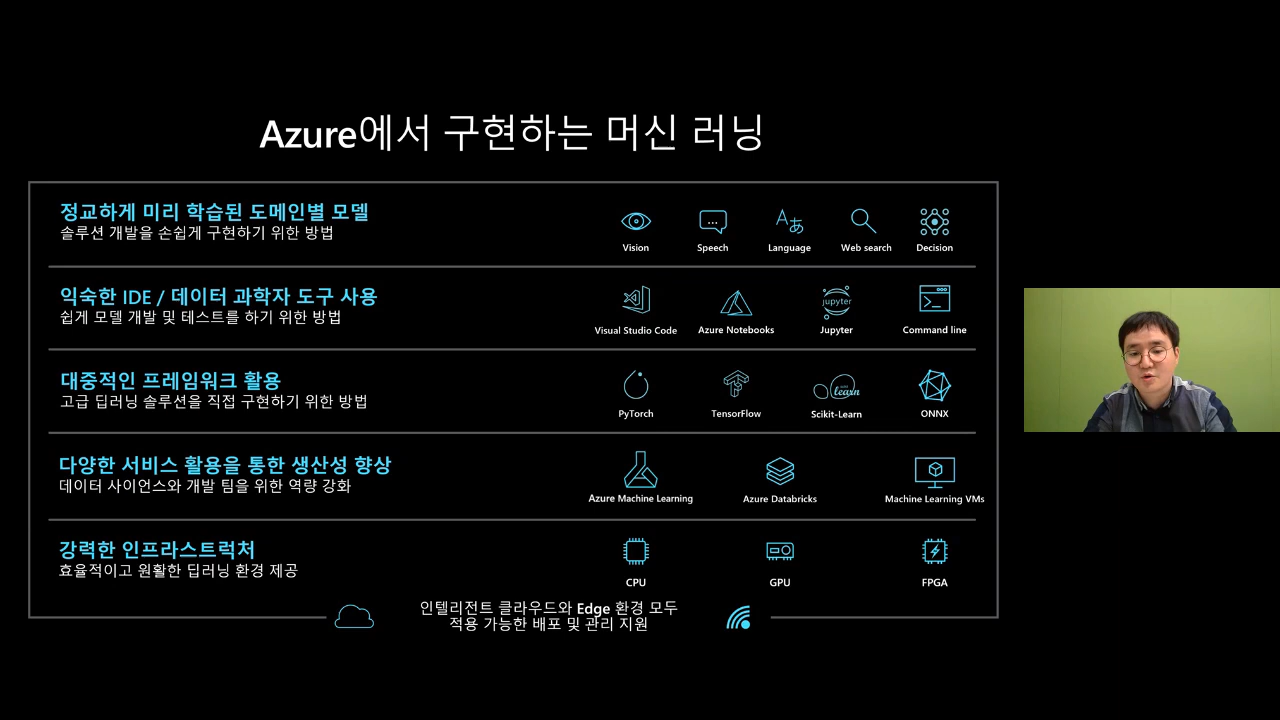 Azure에서 구현하는 머신 러닝
정교하게 미리 학습된 도메인별 모델
솔루션 개발을 손쉽게 구현하기 위한 방법
Vision
Speech
Language
Web search
Decision
익숙한 IDE / 데이터 과학자 도구 사용
쉽게 모델 개발 및 테스트를 하기 위한 방법
Visual Studio Code
Azure Notebooks
jupyter
Jupyter
Command line
대중적인 프레임워크 활용
고급 딥러닝 솔루션을 직접 구현하기 위한 방법
PyTorch
TensorFlow
learn
Scikit-Learn
ONNX
다양한 서비스 활용을 통한 생산성 향상
데이터 사이언스와 개발 팀을 위한 역량 강화
Azure Machine Learning
Azure Databricks
Machine Learning VMs
강력한 인프라스트럭처
효율적이고 원활한 딥러닝 환경 제공
CPU
GPU
FPGA
인텔리전트 클라우드와 Edge 환경 모두
적용 가능한 배포 및 관리 지원